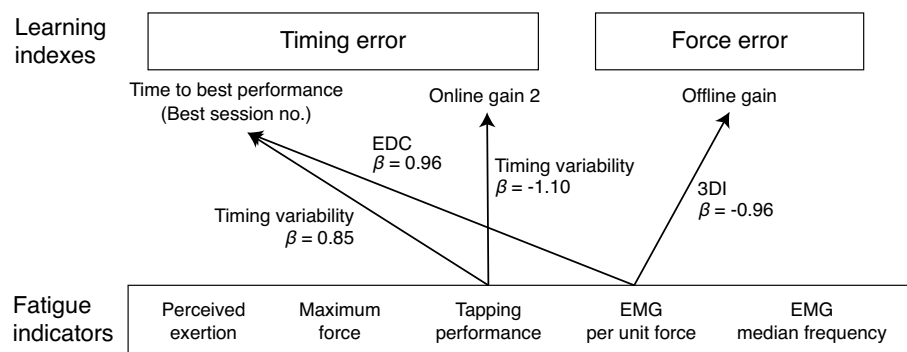 Learning
indexes
Timing error
Force error
Time to best performance
(Best session no.)
Online gain 2
Offline gain
EDC
β = 0.96
Timing variability
β = -1.10
3DI
β = -0.96
Timing variability
β = 0.85
Fatigue
indicators
Perceived
exertion
Maximum
force
Tapping
performance
EMG
per unit force
EMG
median frequency